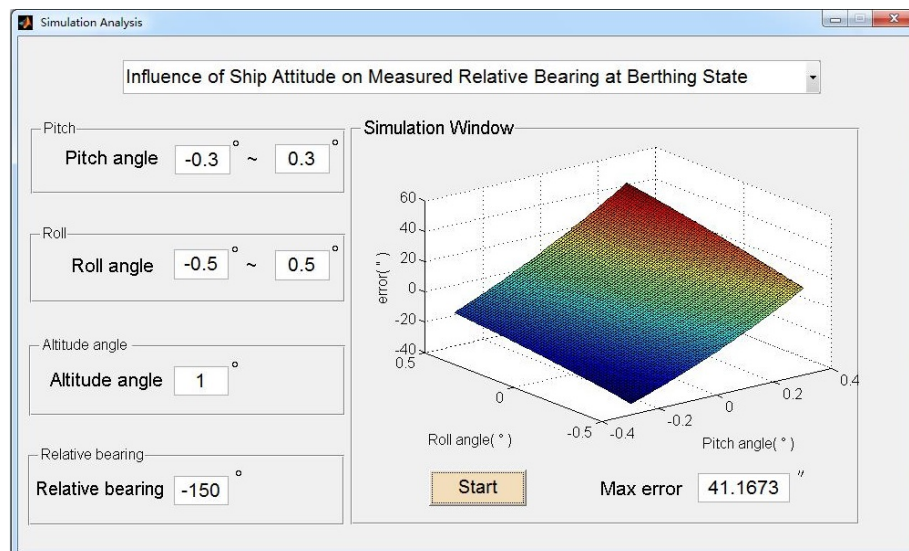 Simulation Analysis
Influence of Ship Attitude on Measured Relative Bearing at Berthing State
Pitch
Pitch angle -0.3 ° ~ 0.3 °
Roll
Roll angle -0.5 ° ~ 0.5 °
Altitude angle
Altitude angle 1 °
Relative bearing
Relative bearing -150 °
Simulation Window
60
40
20
0
-20
-40
error( " )
0.5
0
-0.5
Roll angle( ° )
-0.4
-0.2
0
0.2
0.4
Pitch angle( ° )
Start
Max error 41.1673 "